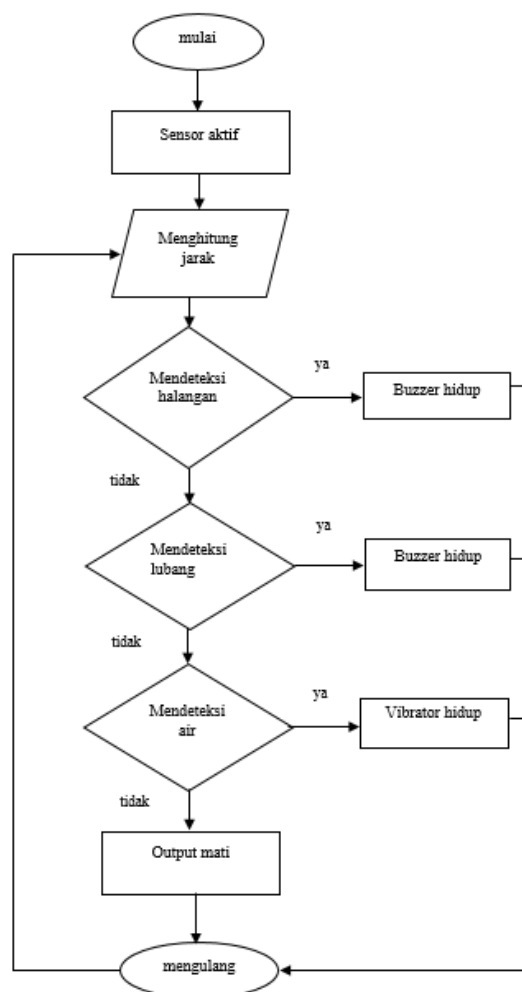 mulai
Sensor aktif
Menghitung
jarak
Mendeteksi
halangan
ya
Buzzer hidup
tidak
Mendeteksi
lubang
ya
Buzzer hidup
tidak
Mendeteksi
air
ya
Vibrator hidup
tidak
Output mati
mengulang